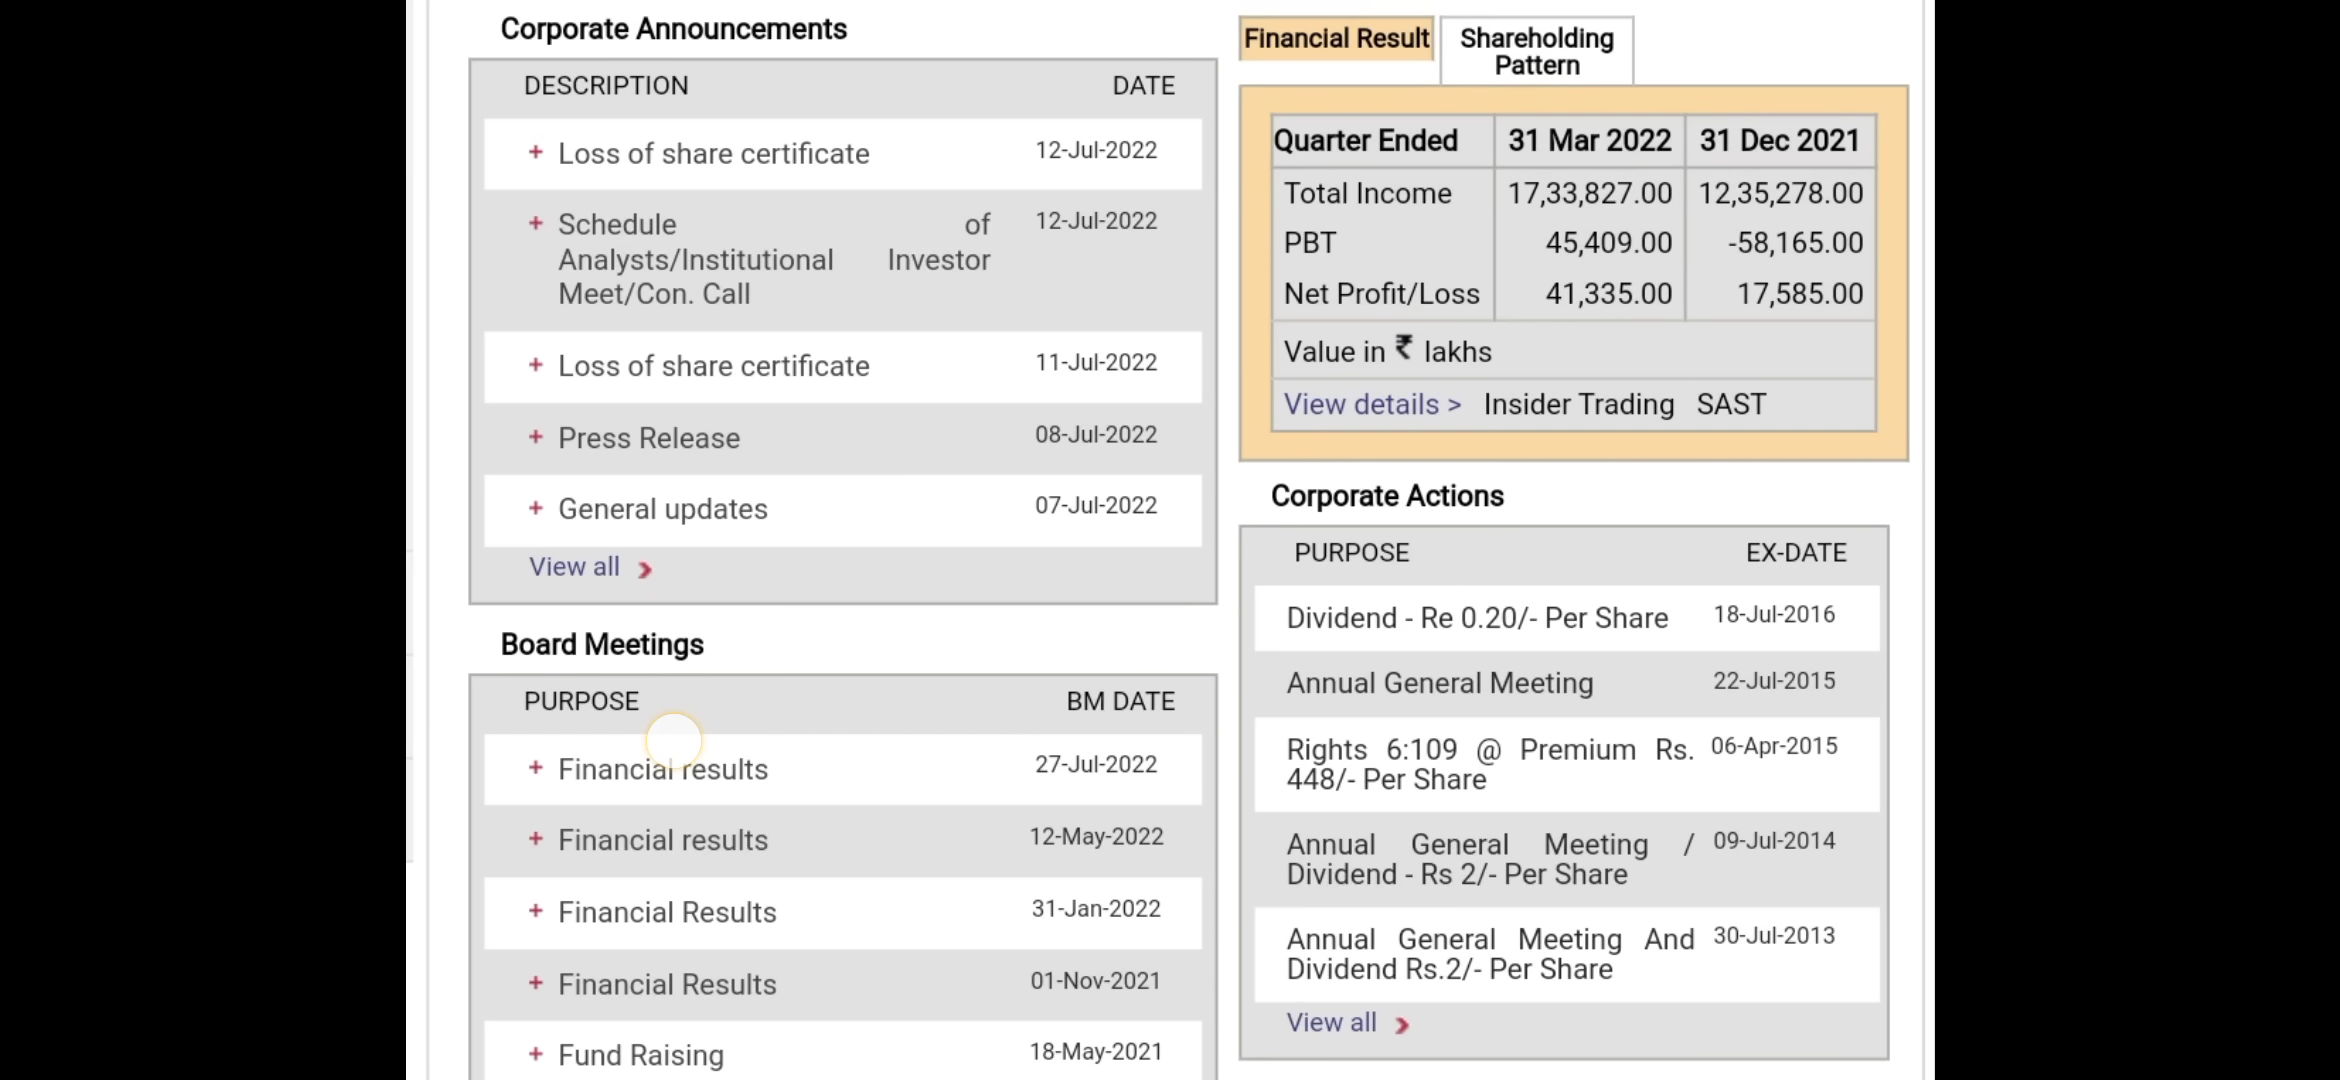 Corporate Announcements
DESCRIPTION DATE
+ Loss of share certificate 12-Jul-2022
+ Schedule of 12-Jul-2022
Analysts/Institutional Investor
Meet/Con. Call
+ Loss of share certificate 11-Jul-2022
+ Press Release 08-Jul-2022
+ General updates 07-Jul-2022
View all >
Board Meetings
PURPOSE BM DATE
+ Financial results 27-Jul-2022
+ Financial results 12-May-2022
+ Financial Results 31-Jan-2022
+ Financial Results 01-Nov-2021
+ Fund Raising 18-May-2021
Financial Result
Shareholding
Pattern
Quarter Ended 31 Mar 2022 31 Dec 2021
Total Income 17,33,827.00 12,35,278.00
PBT 45,409.00 -58,165.00
Net Profit/Loss 41,335.00 17,585.00
Value in ₹ lakhs
View details > Insider Trading SAST
Corporate Actions
PURPOSE EX-DATE
Dividend - Re 0.20/- Per Share 18-Jul-2016
Annual General Meeting 22-Jul-2015
Rights 6:109 @ Premium Rs. 06-Apr-2015
448/- Per Share
Annual General Meeting / 09-Jul-2014
Dividend - Rs 2/- Per Share
Annual General Meeting And 30-Jul-2013
Dividend Rs.2/- Per Share
View all >